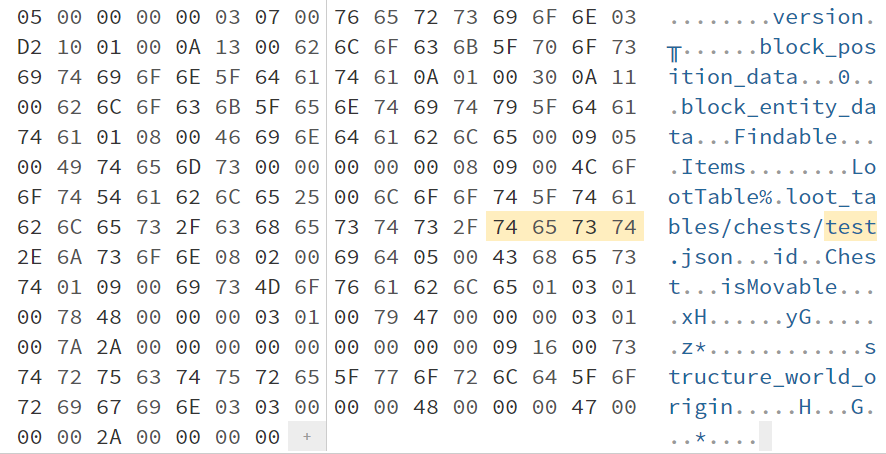 05 00 00 00 00 03 07 00 76 65 72 73 69 6F 6E 03 ........version.
D2 10 01 00 0A 13 00 62 6C 6F 63 6B 5F 70 6F 73 ╥......block_pos
69 74 69 6F 6E 5F 64 61 74 61 0A 01 00 30 0A 11 ition_data...0..
00 62 6C 6F 63 6B 5F 65 6E 74 69 74 79 5F 64 61 .block_entity_da
74 61 01 08 00 46 69 6E 64 61 62 6C 65 00 09 05 ta...Findable...
00 49 74 65 6D 73 00 00 00 00 00 00 08 09 00 4C 6F .Items........Lo
6F 74 54 61 62 6C 65 25 00 6C 6F 6F 74 5F 74 61 otTable%.loot_ta
62 6C 65 73 2F 63 68 65 73 74 73 2F 74 65 73 74 bles/chests/test
2E 6A 73 6F 6E 08 02 00 69 64 05 00 43 68 65 73 .json...id..Ches
74 01 09 00 69 73 4D 6F 76 61 62 6C 65 01 03 01 t...isMovable...
00 78 48 00 00 00 03 01 00 79 47 00 00 00 03 01 .xH......yG.....
00 7A 2A 00 00 00 00 00 00 00 00 00 09 16 00 73 .z*............s
74 72 75 63 74 75 72 65 5F 77 6F 72 6C 64 5F 6F tructure_world_o
72 69 67 69 6E 03 03 00 00 00 48 00 00 00 47 00 rigin.....H...G.
00 00 2A 00 00 00 00 + ..*....